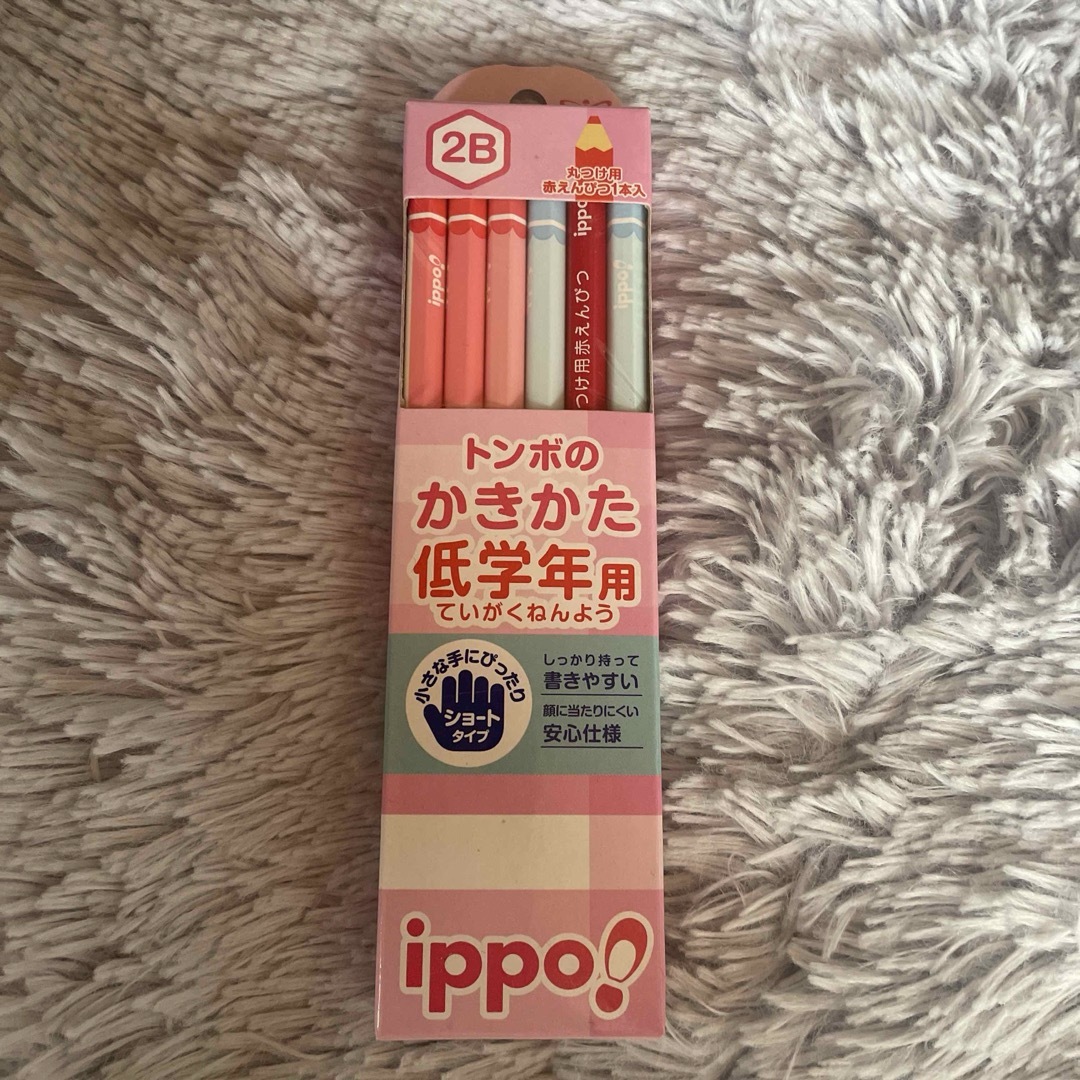 2B
丸つけ用
赤えんぴつ1本入
ippo!
ippo
つけ用赤えんぴつ
ippo!
トンボの
かきかた
低学年用
ていがくねんよう
小さな手にぴったり
ショート
タイプ
しっかり持って
書きやすい
顔に当たりにくい
安心仕様
ippo!